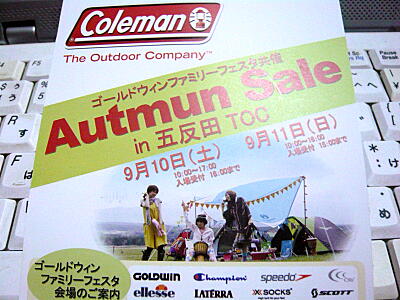 Coleman
The Outdoor Company™
ゴールドウィンファミリーフェスタ共催
Autmun Sale
in 五反田 TOC
9月10日(土)
10:00〜17:00
入場受付 16:00まで
9月11日(日)
10:00〜16:00
入場受付 15:00まで
ゴールドウィン
ファミリーフェスタ
会場のご案内
GOLDWIN
Champion
speedo
ellesse
LATERRA
XSOCKS
SCOTT